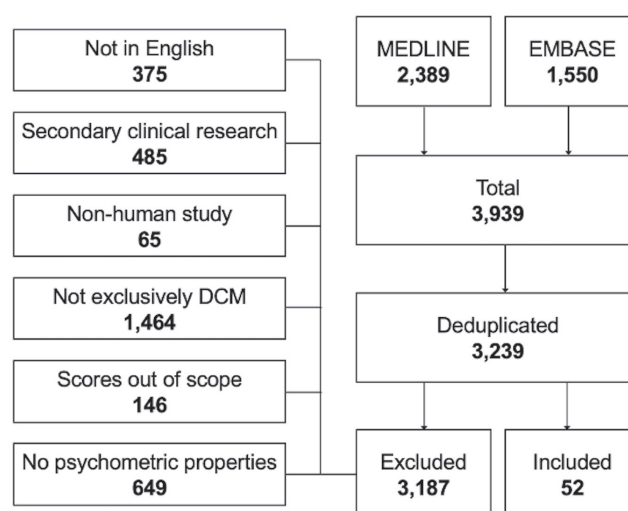 Not in English
375
Secondary clinical research
485
Non-human study
65
Not exclusively DCM
1,464
Scores out of scope
146
No psychometric properties
649
MEDLINE
2,389
EMBASE
1,550
Total
3,939
Deduplicated
3,239
Excluded
3,187
Included
52